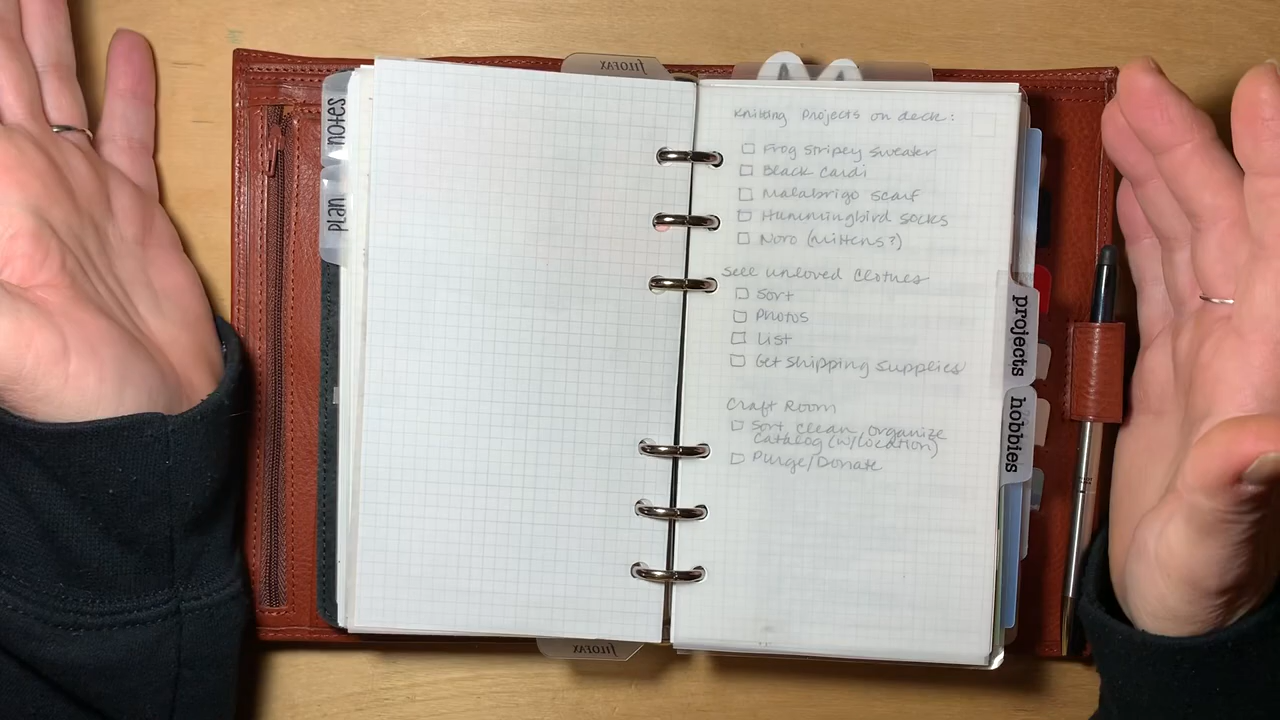 FILOFAX
notes
plan
Knitting Projects on deck:
Frog Stripey Sweater
Black Cardi
Malabrigo Scarf
Hummingbird Socks
Noro (Mittens?)
Sell Unloved Clothes
Sort
Photos
List
Get Shipping Supplies
Craft Room
Sort, clean, organize
catalog (w/location)
Purge/Donate
projects
hobbies
FILOFAX